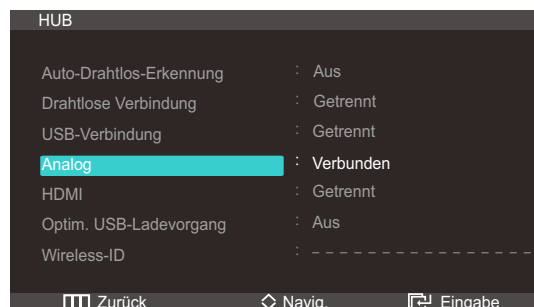 HUB
Auto-Drahtlos-Erkennung : Aus
Drahtlose Verbindung : Getrennt
USB-Verbindung : Getrennt
Analog : Verbunden
HDMI : Getrennt
Optim. USB-Ladevorgang : Aus
Wireless-ID : – – – – – – – – – – – – – – – –
Zurück Navig. Eingabe